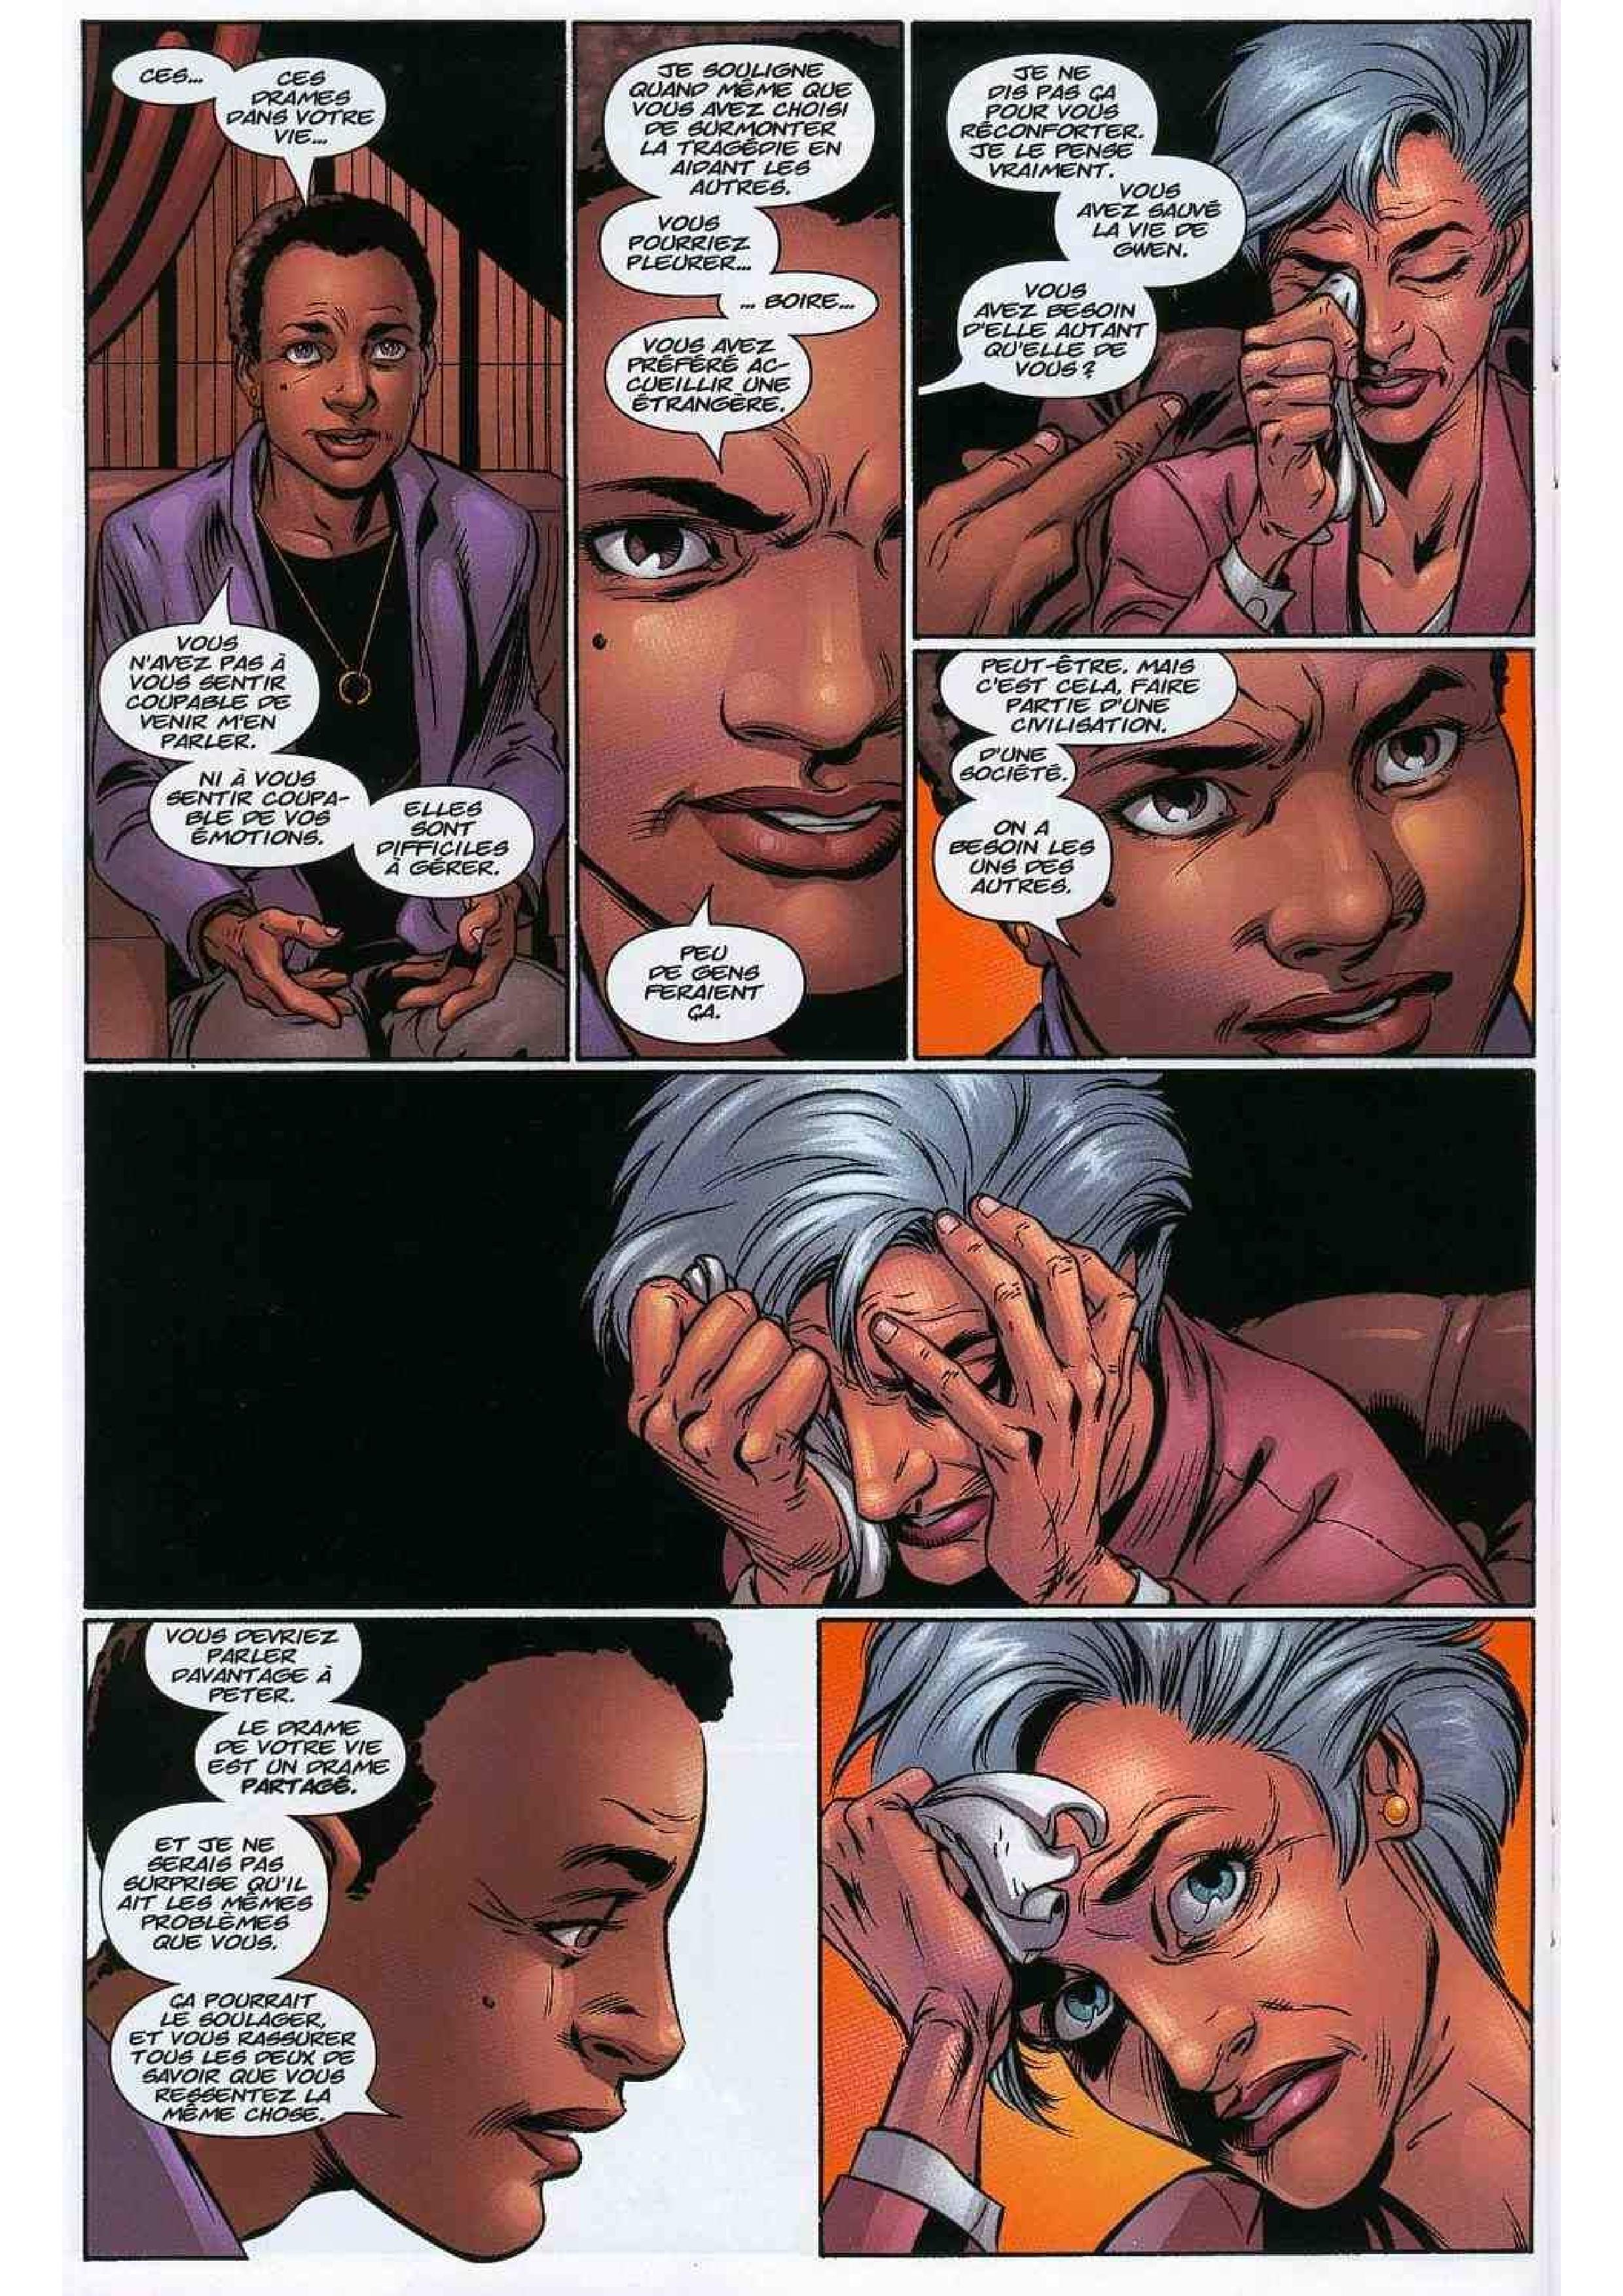 CES...
CES
DRAMES
DANS VOTRE
VIE...
VOUS
N'AVEZ PAS À
VOUS SENTIR
COUPABLE DE
VENIR M'EN
PARLER.
NI À VOUS
SENTIR COUPA-
BLE DE VOS
ÉMOTIONS.
ELLES
SONT
DIFFICILES
À GÉRER.
JE SOULIGNE
QUAND MÊME QUE
VOUS AVEZ CHOISI
DE SURMONTER
LA TRAGÉDIE EN
AIDANT LES
AUTRES.
VOUS
POURRIEZ
PLEURER...
... BOIRE...
VOUS AVEZ
PRÉFÉRÉ AC-
CUEILLIR UNE
ÉTRANGÈRE.
PEU
DE GENS
FERAIENT
ÇA.
JE NE
DIS PAS ÇA
POUR VOUS
RÉCONFORTER.
JE LE PENSE
VRAIMENT.
VOUS
AVEZ SAUVÉ
LA VIE DE
GWEN.
VOUS
AVEZ BESOIN
D'ELLE AUTANT
QU'ELLE DE
VOUS ?
PEUT-ÊTRE. MAIS
C'EST CELA, FAIRE
PARTIE D'UNE
CIVILISATION.
D'UNE
SOCIÉTÉ.
ON A
BESOIN LES
UNS DES
AUTRES.
VOUS DEVRIEZ
PARLER
DAVANTAGE À
PETER.
LE DRAME
DE VOTRE VIE
EST UN DRAME
PARTAGÉ.
ET JE NE
SERAIS PAS
SURPRISE QU'IL
AIT LES MÊMES
PROBLÈMES
QUE VOUS.
ÇA POURRAIT
LE SOULAGER,
ET VOUS RASSURER
TOUS LES DEUX DE
SAVOIR QUE VOUS
RESSENTEZ LA
MÊME CHOSE.